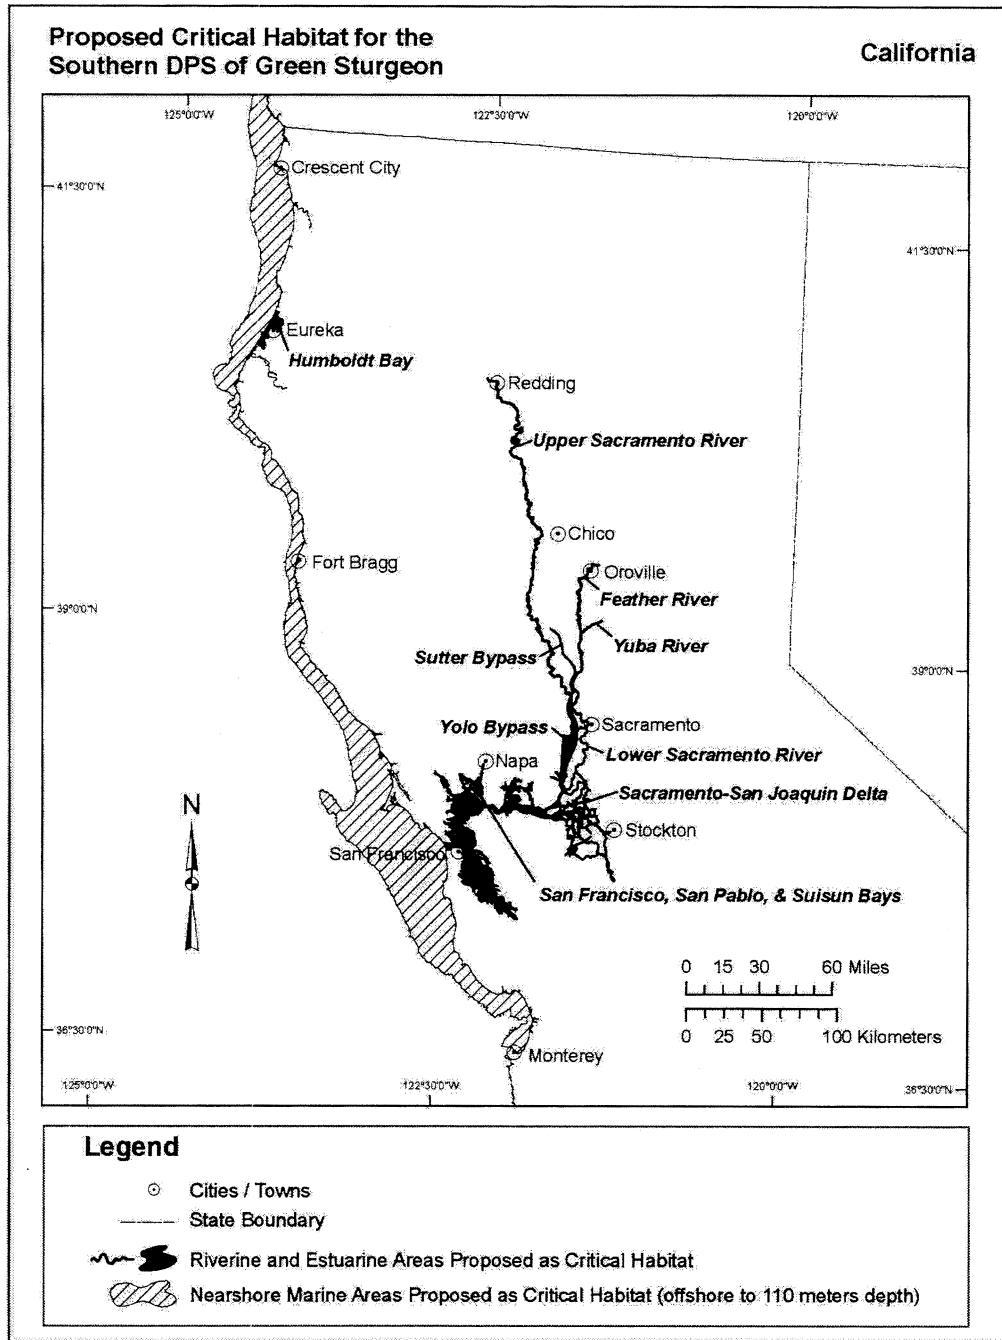 Proposed Critical Habitat for the
Southern DPS of Green Sturgeon
California
125°0'0"W
122°30'0"W
120°0'0"W
Crescent City
41°30'0"N
41°30'0"N
Eureka
Humboldt Bay
Redding
Upper Sacramento River
Chico
Fort Bragg
Oroville
Feather River
39°0'0"N
Yuba River
Sutter Bypass
39°0'0"N
Yolo Bypass
Sacramento
Lower Sacramento River
Napa
Sacramento-San Joaquin Delta
N
Stockton
San Francisco
San Francisco, San Pablo, & Suisun Bays
0 15 30 60 Miles
0 25 50 100 Kilometers
36°30'0"N
Monterey
125°0'0"W
122°30'0"W
120°0'0"W
36°30'0"N
Legend
Cities / Towns
State Boundary
Riverine and Estuarine Areas Proposed as Critical Habitat
Nearshore Marine Areas Proposed as Critical Habitat (offshore to 110 meters depth)